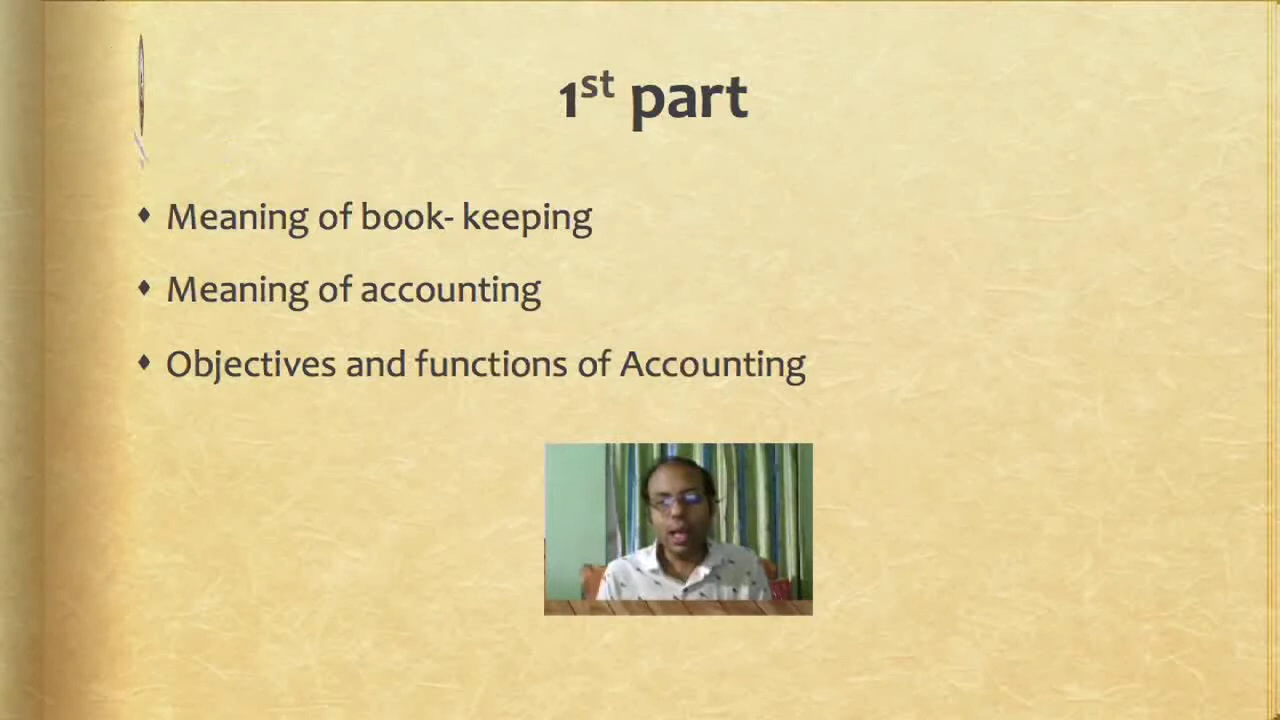 1st part
Meaning of book- keeping
Meaning of accounting
Objectives and functions of Accounting